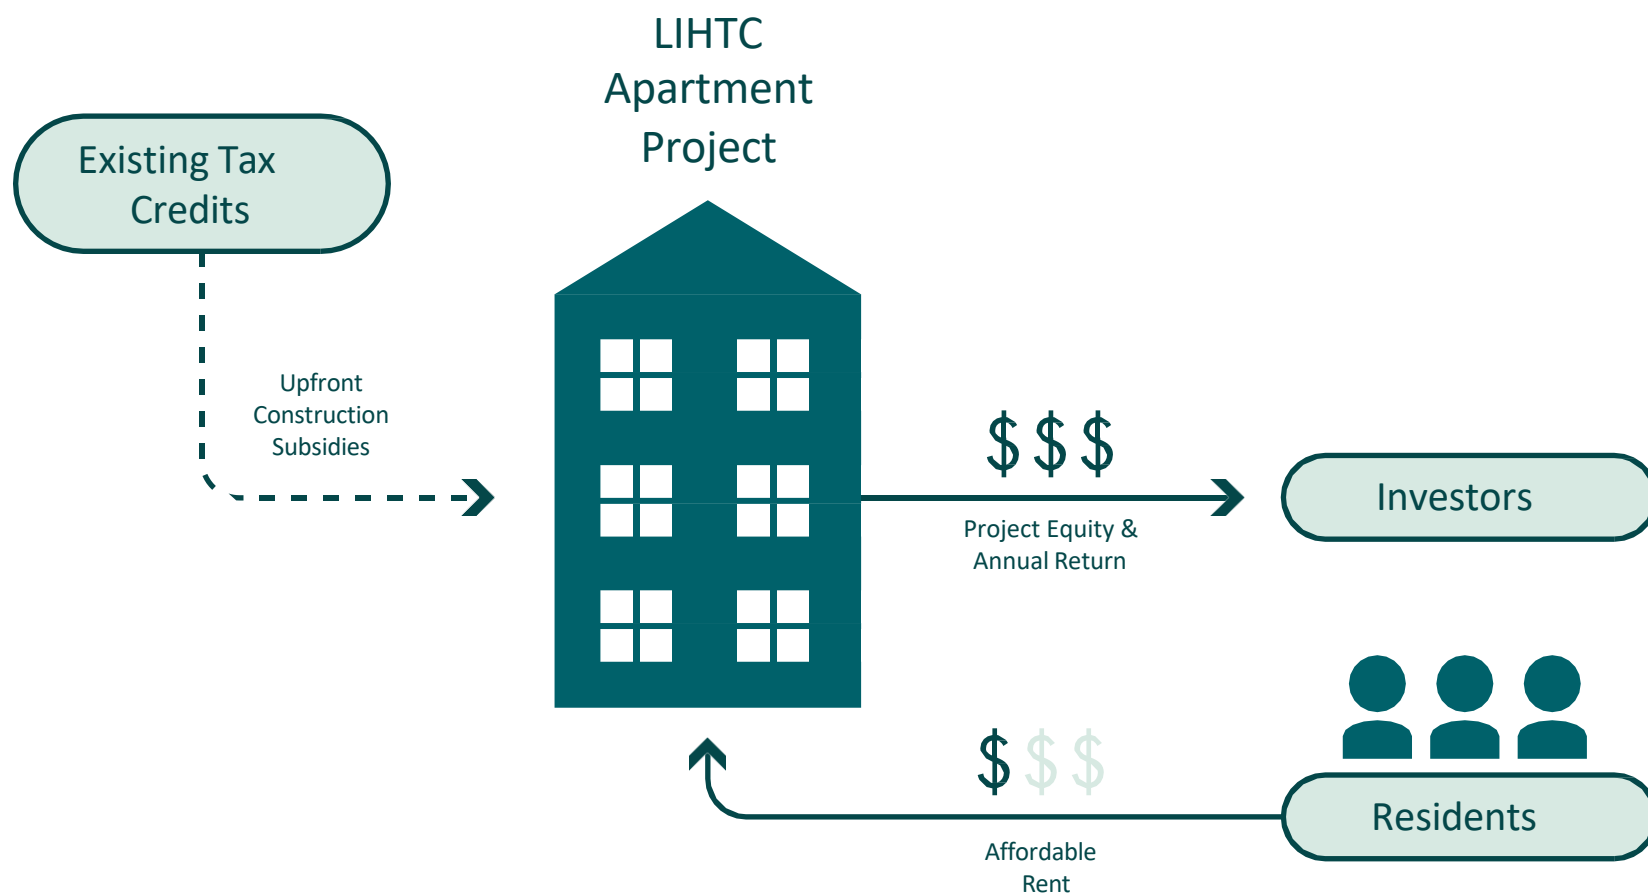 LIHTC
Apartment
Project
Existing Tax
Credits
Upfront
Construction
Subsidies
$ $ $
Project Equity &
Annual Return
Investors
$ $ $
Residents
Affordable
Rent